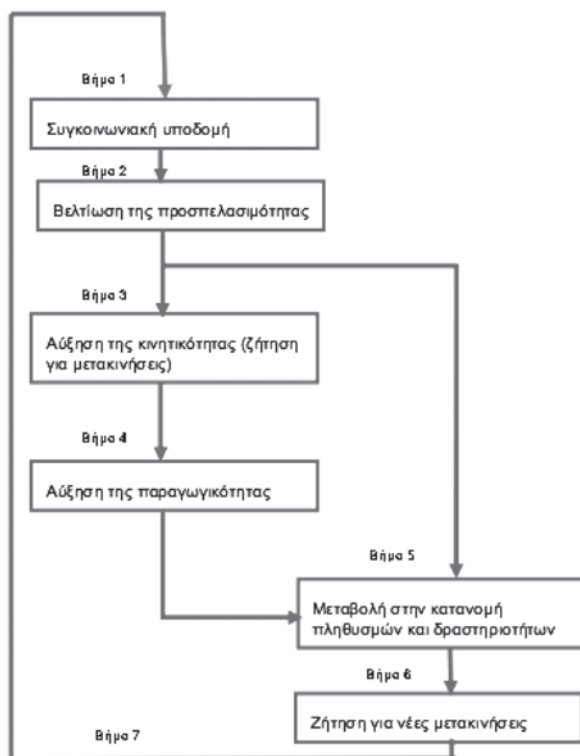 Βήμα 1
Συγκοινωνιακή υποδομή
Βήμα 2
Βελτίωση της προσπελασιμότητας
Βήμα 3
Αύξηση της κινητικότητας (ζήτηση
για μετακινήσεις)
Βήμα 4
Αύξηση της παραγωγικότητας
Βήμα 5
Μεταβολή στην κατανομή
πληθυσμών και δραστηριοτήτων
Βήμα 6
Ζήτηση για νέες μετακινήσεις
Βήμα 7